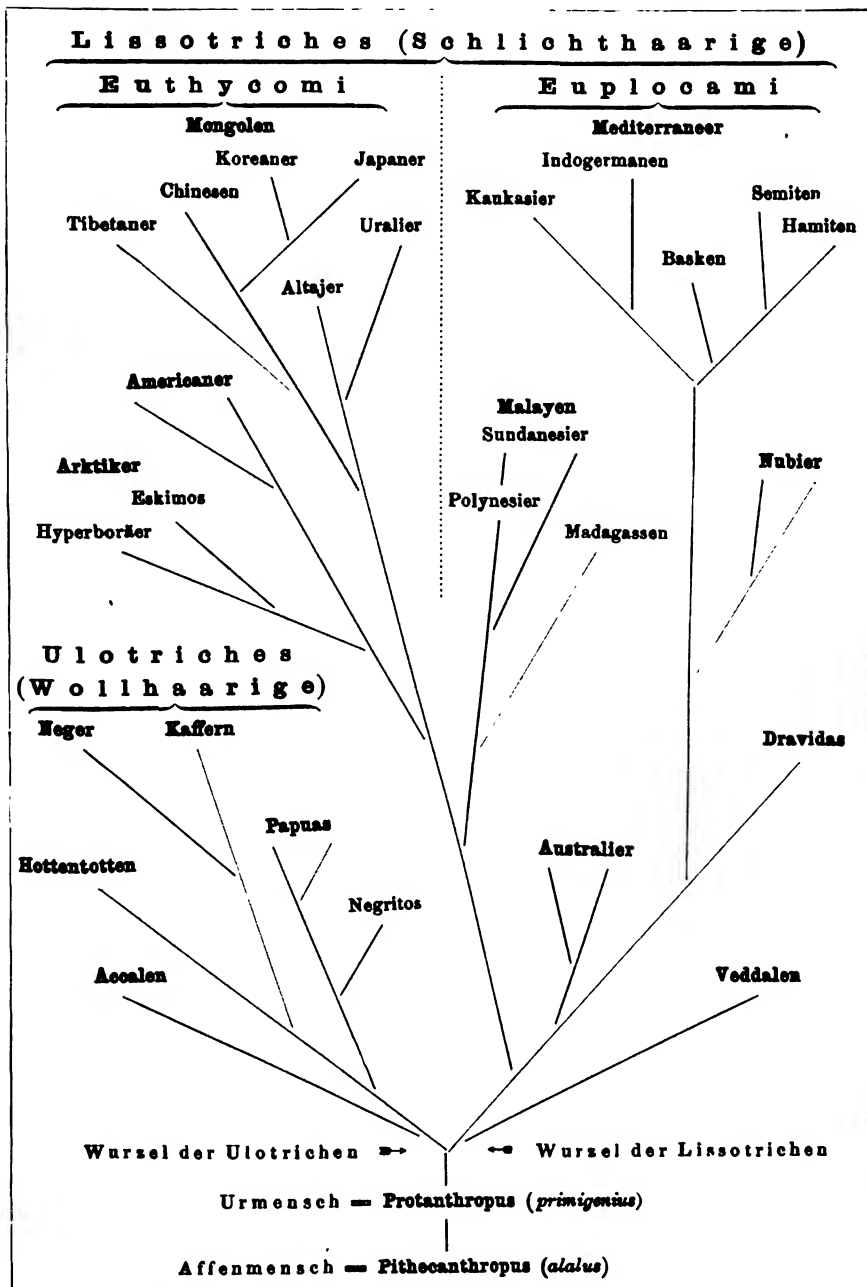 Lissotriches (Schlichthaarige)
Euthycomi
Euplocami
Mongolen
Mediterraneer
Koreaner
Japaner
Indogermanen
Chinesen
Semiten
Kaukasier
Tibetaner
Uralier
Hamiten
Basken
Altajer
Americaner
Malayen
Sundanesier
Arktiker
Nubier
Eskimos
Polynesier
Hyperboräer
Madagassen
Ulotriches
(Wollhaarige)
Neger
Kaffern
Dravidas
Papuas
Australier
Hottentotten
Negritos
Accalen
Veddalen
Wurzel der Ulotrichen
Wurzel der Lissotrichen
Urmensch = Protanthropus (primigenius)
Affenmensch = Pithecanthropus (alalus)